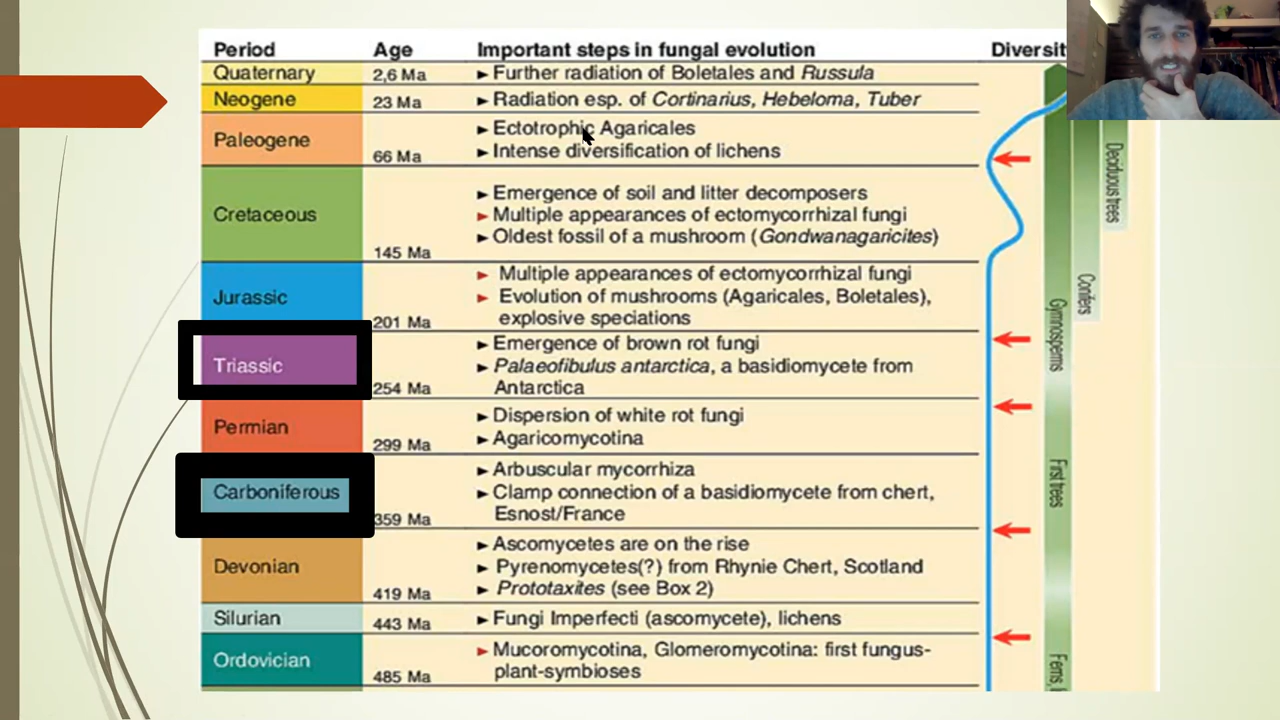 Period Age Important steps in fungal evolution Diversit
Quaternary 2,6 Ma ► Further radiation of Boletales and Russula
Neogene 23 Ma ► Radiation esp. of Cortinarius, Hebeloma, Tuber
Paleogene 66 Ma ► Ectotrophic Agaricales
► Intense diversification of lichens
Cretaceous 145 Ma ► Emergence of soil and litter decomposers
► Multiple appearances of ectomycorrhizal fungi
► Oldest fossil of a mushroom (Gondwanagaricites)
Jurassic 201 Ma ► Multiple appearances of ectomycorrhizal fungi
► Evolution of mushrooms (Agaricales, Boletales),
explosive speciations
Triassic 254 Ma ► Emergence of brown rot fungi
► Palaeofibulus antarctica, a basidiomycete from
Antarctica
Permian 299 Ma ► Dispersion of white rot fungi
► Agaricomycotina
Carboniferous 359 Ma ► Arbuscular mycorrhiza
► Clamp connection of a basidiomycete from chert,
Esnost/France
Devonian 419 Ma ► Ascomycetes are on the rise
► Pyrenomycetes(?) from Rhynie Chert, Scotland
► Prototaxites (see Box 2)
Silurian 443 Ma ► Fungi Imperfecti (ascomycete), lichens
Ordovician 485 Ma ► Mucoromycotina, Glomeromycotina: first fungus-
plant-symbioses
Deciduous trees
Conifers
Gymnosperms
First trees
Ferns,